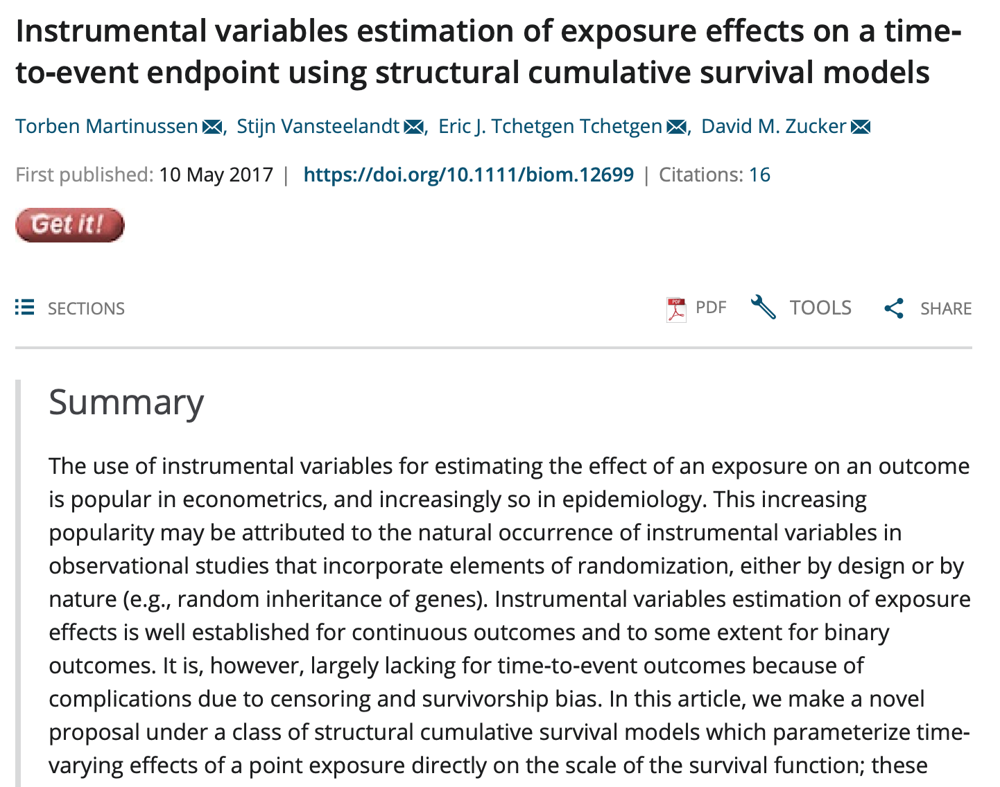 Instrumental variables estimation of exposure effects on a time-
to-event endpoint using structural cumulative survival models
Torben Martinussen, Stijn Vansteelandt, Eric J. Tchetgen Tchetgen, David M. Zucker
First published: 10 May 2017 | https://doi.org/10.1111/biom.12699 | Citations: 16
Get it!
SECTIONS PDF PDF TOOLS SHARE
Summary
The use of instrumental variables for estimating the effect of an exposure on an outcome
is popular in econometrics, and increasingly so in epidemiology. This increasing
popularity may be attributed to the natural occurrence of instrumental variables in
observational studies that incorporate elements of randomization, either by design or by
nature (e.g., random inheritance of genes). Instrumental variables estimation of exposure
effects is well established for continuous outcomes and to some extent for binary
outcomes. It is, however, largely lacking for time-to-event outcomes because of
complications due to censoring and survivorship bias. In this article, we make a novel
proposal under a class of structural cumulative survival models which parameterize time-
varying effects of a point exposure directly on the scale of the survival function; these